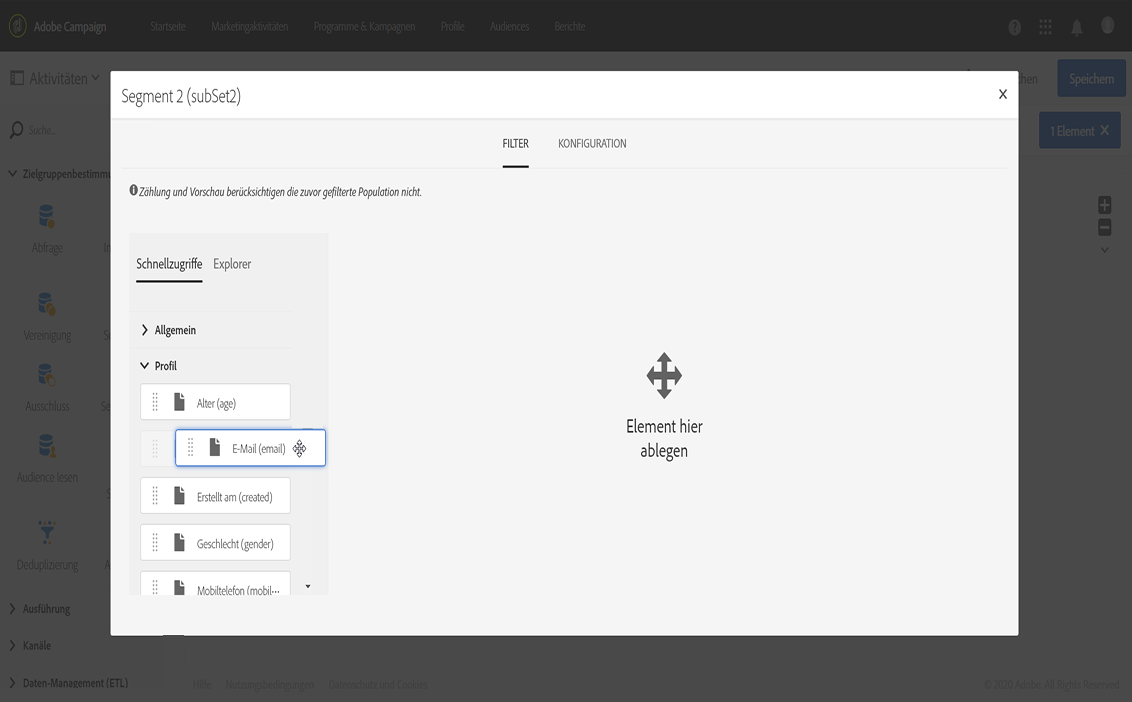 Adobe Campaign
Startseite
Marketingaktivitäten
Programme & Kampagnen
Profile
Audiences
Berichte
Aktivitäten
Speichern
Segment 2 (subSet2)
X
Suche..
1 Element X
FILTER
KONFIGURATION
Zielgruppenbestimm
Zählung und Vorschau berücksichtigen die zuvor gefilterte Population nicht.
Abfrage
Schnellzugriffe
Explorer
Vereinigung
Allgemein
Profil
Ausschluss
Alter (age)
Element hier
ablegen
E-Mail (email)
Audience lesen
Erstellt am (created)
Geschlecht (gender)
Deduplizierung
Mobiltelefon (mobil···
Ausführung
Kanäle
Daten-Management (ETL)
Hilfe
Nutzungsbedingungen
Datenschutz und Cookies
© 2020 Adobe. All Rights Reserved.